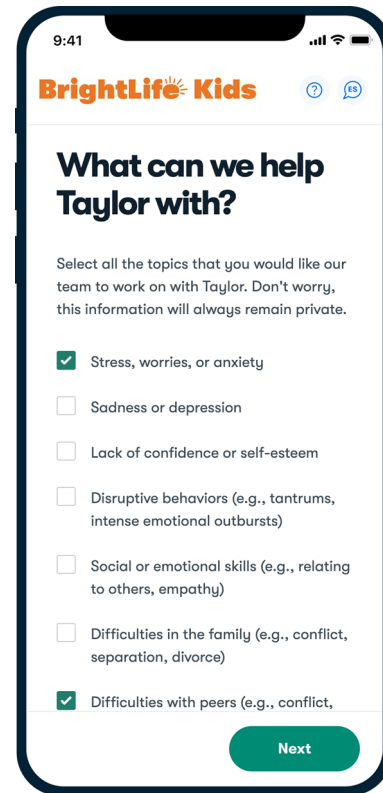 9:41
BrightLife Kids
?
ES
What can we help
Taylor with?
Select all the topics that you would like our
team to work on with Taylor. Don't worry,
this information will always remain private.
Stress, worries, or anxiety
Sadness or depression
Lack of confidence or self-esteem
Disruptive behaviors (e.g., tantrums,
intense emotional outbursts)
Social or emotional skills (e.g., relating
to others, empathy)
Difficulties in the family (e.g., conflict,
separation, divorce)
Difficulties with peers (e.g., conflict,
Next